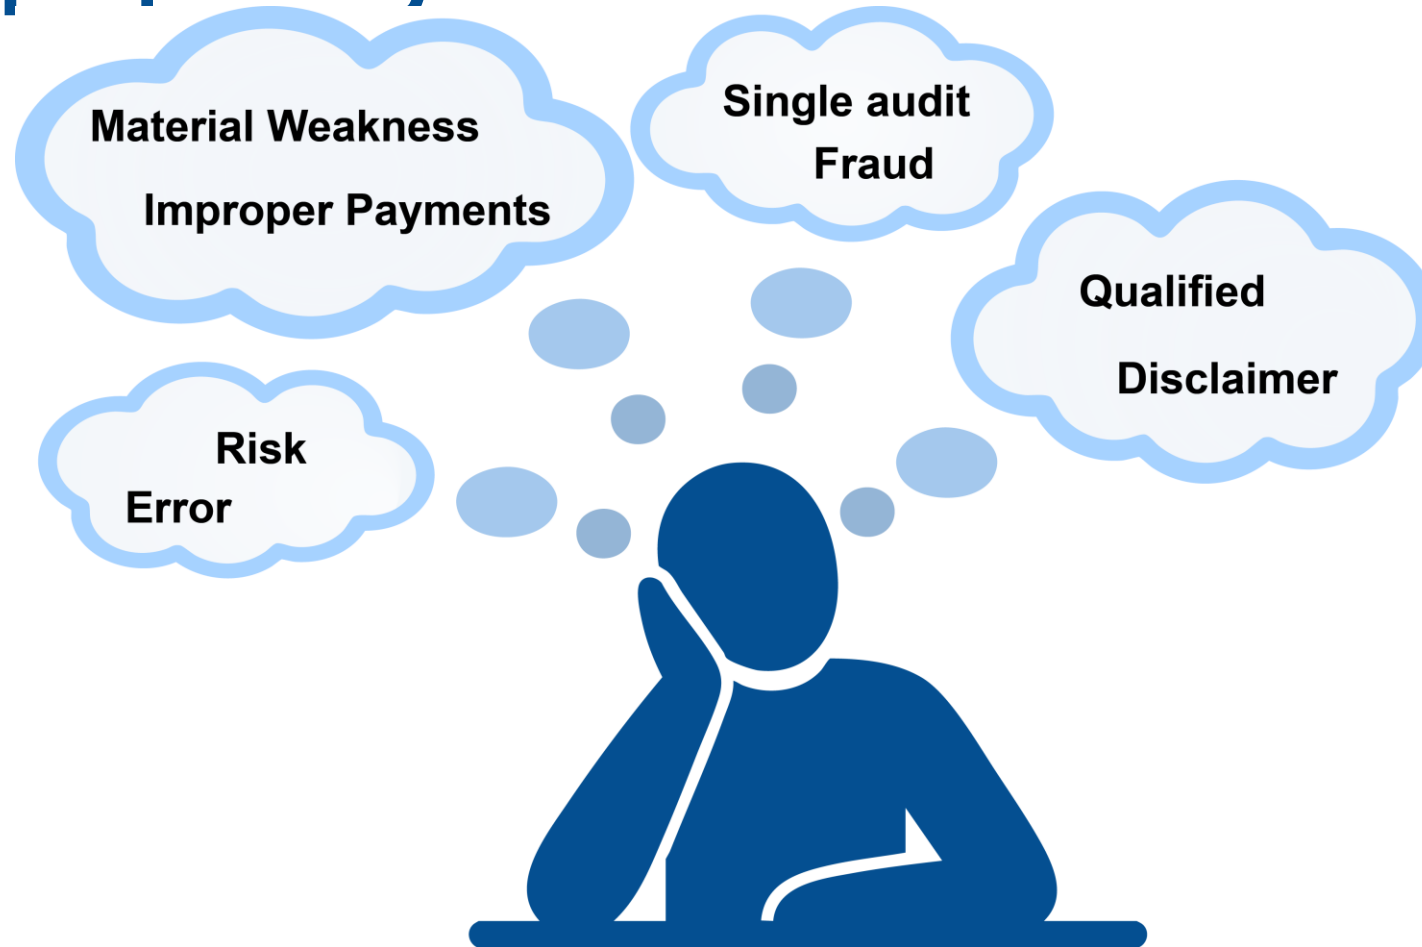 Material Weakness
Improper Payments
Single audit
Fraud
Qualified
Disclaimer
Risk
Error